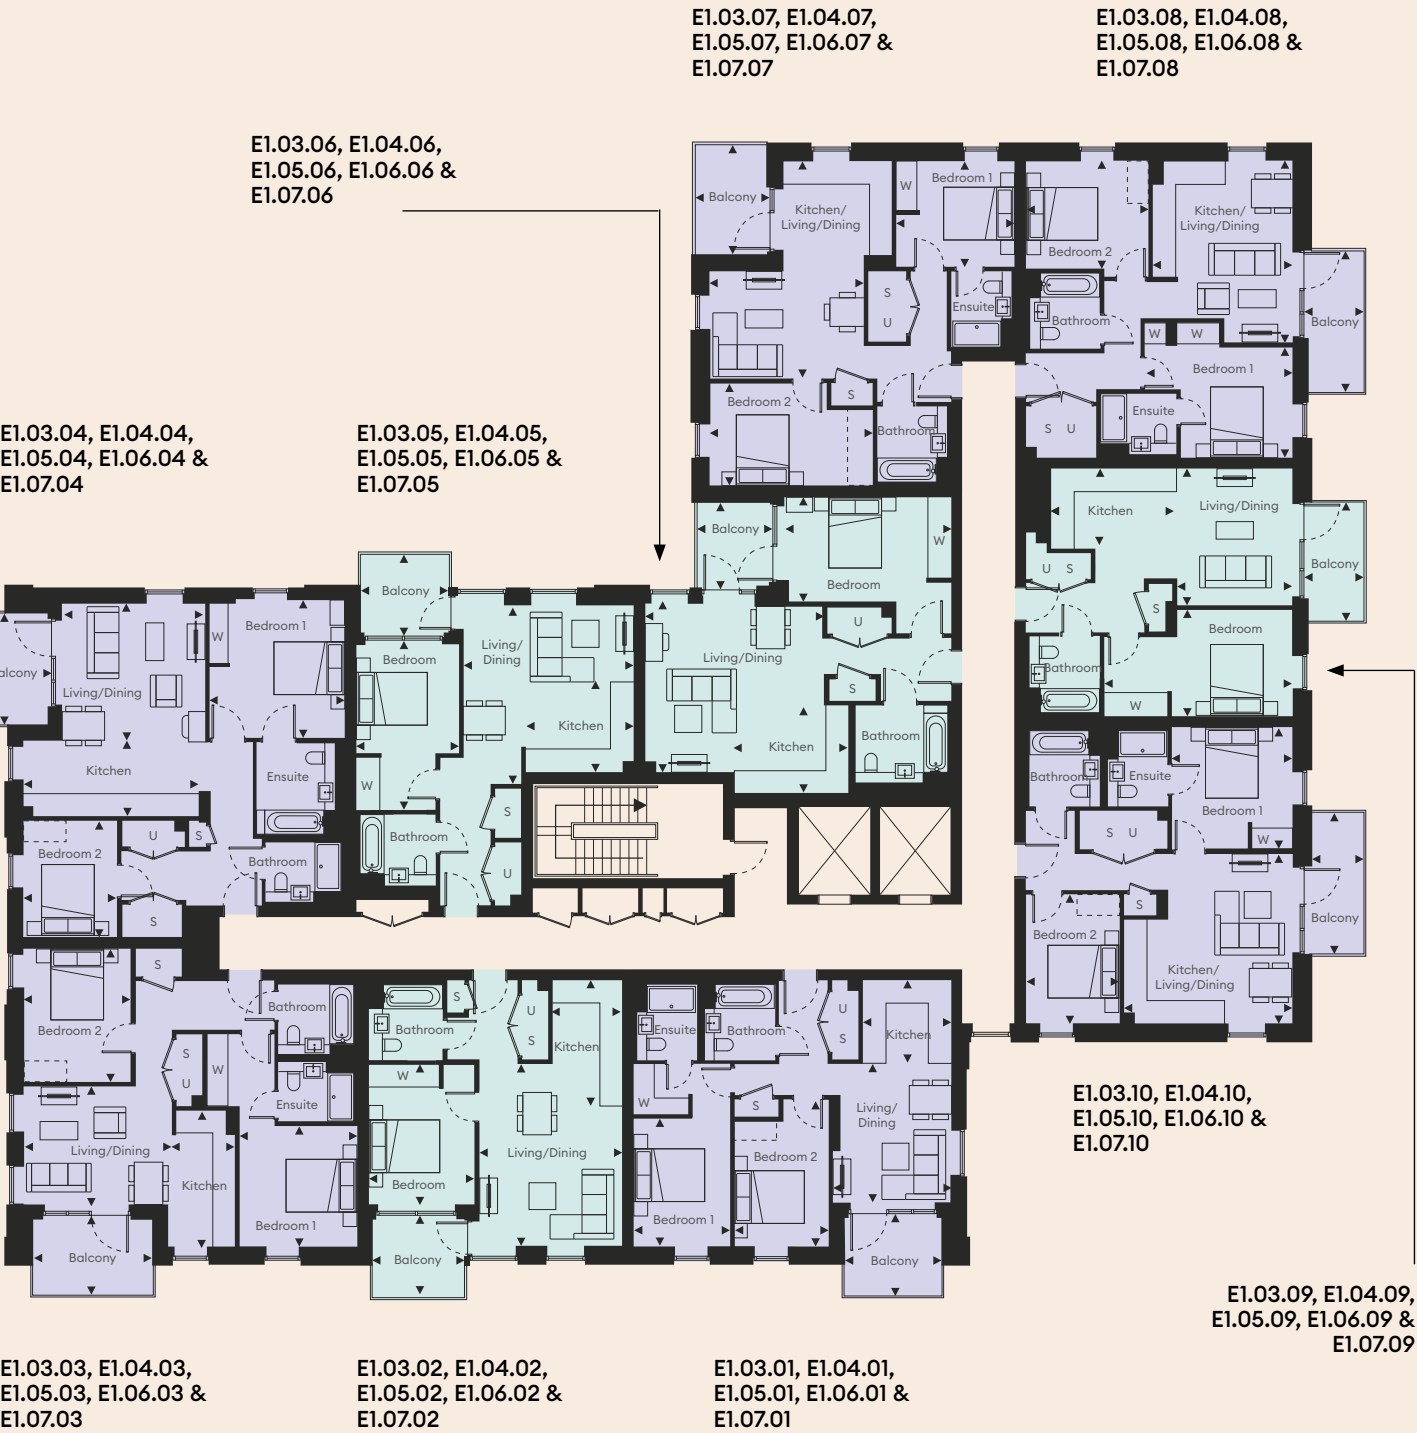 E1.03.07, E1.04.07,
E1.05.07, E1.06.07 &
E1.07.07
E1.03.08, E1.04.08,
E1.05.08, E1.06.08 &
E1.07.08
E1.03.06, E1.04.06,
E1.05.06, E1.06.06 &
E1.07.06
E1.03.04, E1.04.04,
E1.05.04, E1.06.04 &
E1.07.04
E1.03.05, E1.04.05,
E1.05.05, E1.06.05 &
E1.07.05
Balcony
Kitchen/
Living/Dining
W
Bedroom 1
S
U
Ensuite
Bedroom 2
S
Bathroom
Bedroom 2
Kitchen/
Living/Dining
Bathroom
W
W
Balcony
Bedroom 1
Ensuite
S U
Balcony
Bedroom
W
U
Living/Dining
S
Kitchen
Bathroom
Kitchen
Living/Dining
U S
Balcony
S
Bedroom
Bathroom
W
Bathroom
Ensuite
Bedroom 1
W
S U
S
Bedroom 2
Kitchen/
Living/Dining
Balcony
Balcony
Bedroom
Living/
Dining
Kitchen
W
Bathroom
S
U
alcony
Living/Dining
W
Bedroom 1
Kitchen
Ensuite
Bedroom 2
U
S
Bathroom
S
Bedroom 2
S
Bathroom
S
U
W
Ensuite
Living/Dining
Kitchen
Bedroom 1
Balcony
Bathroom
S
U
S
Kitchen
W
Bedroom
Living/Dining
Balcony
Ensuite
Bathroom
U
S
Kitchen
W
S
Living/
Dining
Bedroom 2
Bedroom 1
Balcony
E1.03.10, E1.04.10,
E1.05.10, E1.06.10 &
E1.07.10
E1.03.09, E1.04.09,
E1.05.09, E1.06.09 &
E1.07.09
E1.03.03, E1.04.03,
E1.05.03, E1.06.03 &
E1.07.03
E1.03.02, E1.04.02,
E1.05.02, E1.06.02 &
E1.07.02
E1.03.01, E1.04.01,
E1.05.01, E1.06.01 &
E1.07.01